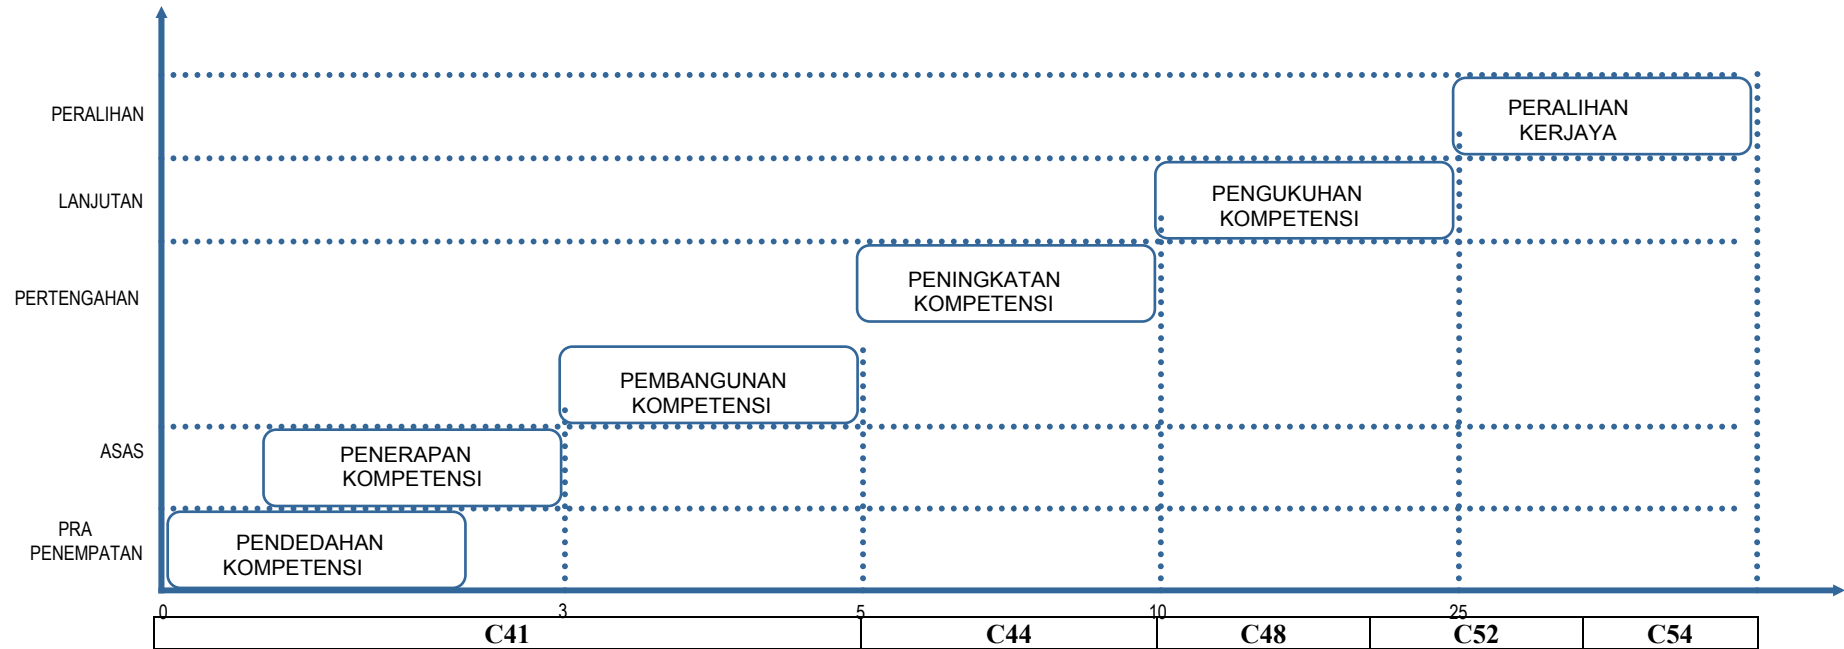 PERALIHAN
PERALIHAN
KERJAYA
LANJUTAN
PENGUKUHAN
KOMPETENSI
PERTENGAHAN
PENINGKATAN
KOMPETENSI
PEMBANGUNAN
KOMPETENSI
ASAS
PENERAPAN
KOMPETENSI
PRA
PENEMPATAN
PENDEDAHAN
KOMPETENSI
0 3 5 10 25
C41 C44 C48 C52 C54